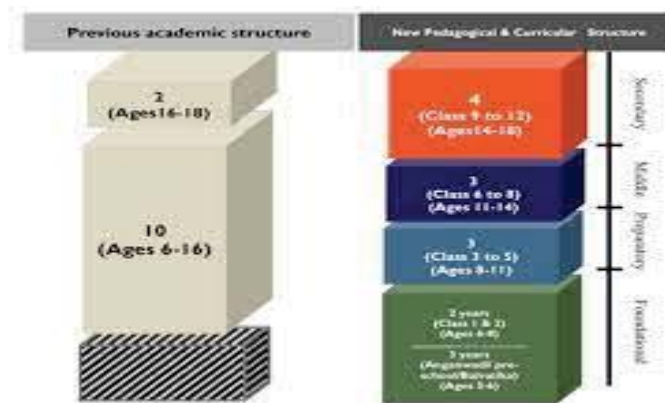 Previous academic structure
New Pedagogical & Curricular Structure
2
(Ages16-18)
10
(Ages 6-16)
4
(Class 9 to 12)
(Ages14-18)
3
(Class 6 to 8)
(Ages 11-14)
3
(Class 3 to 5)
(Ages 8-11)
2 years
(Class 1 & 2)
(Ages 6-8)
3 years
(Anganwadi pre-
school/Balvatika)
(Ages 3-6)
Secondary
Middle
Preparatory
Foundational